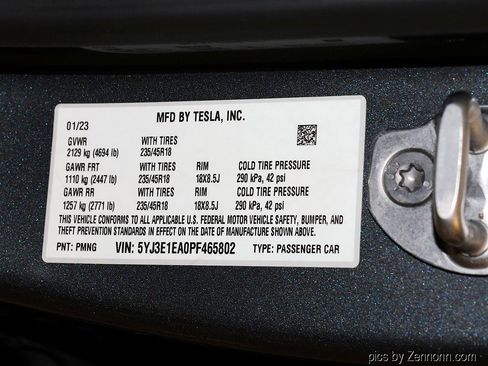 MFD BY TESLA, INC.
01/23
GVWR WITH TIRES
2129 kg (4694 lb) 235/45R18
GAWR FRT WITH TIRES RIM COLD TIRE PRESSURE
1110 kg (2447 lb) 235/45R18 18X8.5J 290 kPa, 42 psi
GAWR RR WITH TIRES RIM COLD TIRE PRESSURE
1257 kg (2771 lb) 235/45R18 18X8.5J 290 kPa, 42 psi
THIS VEHICLE CONFORMS TO ALL APPLICABLE U.S. FEDERAL MOTOR VEHICLE SAFETY, BUMPER, AND
THEFT STANDARDS IN EFFECT ON THE DATE OF MANUFACTURE SHOWN ABOVE.
PNT: PMNG VIN: 5YJ3E1EA0PF465802 TYPE: PASSENGER CAR
pics by Zennonn.com